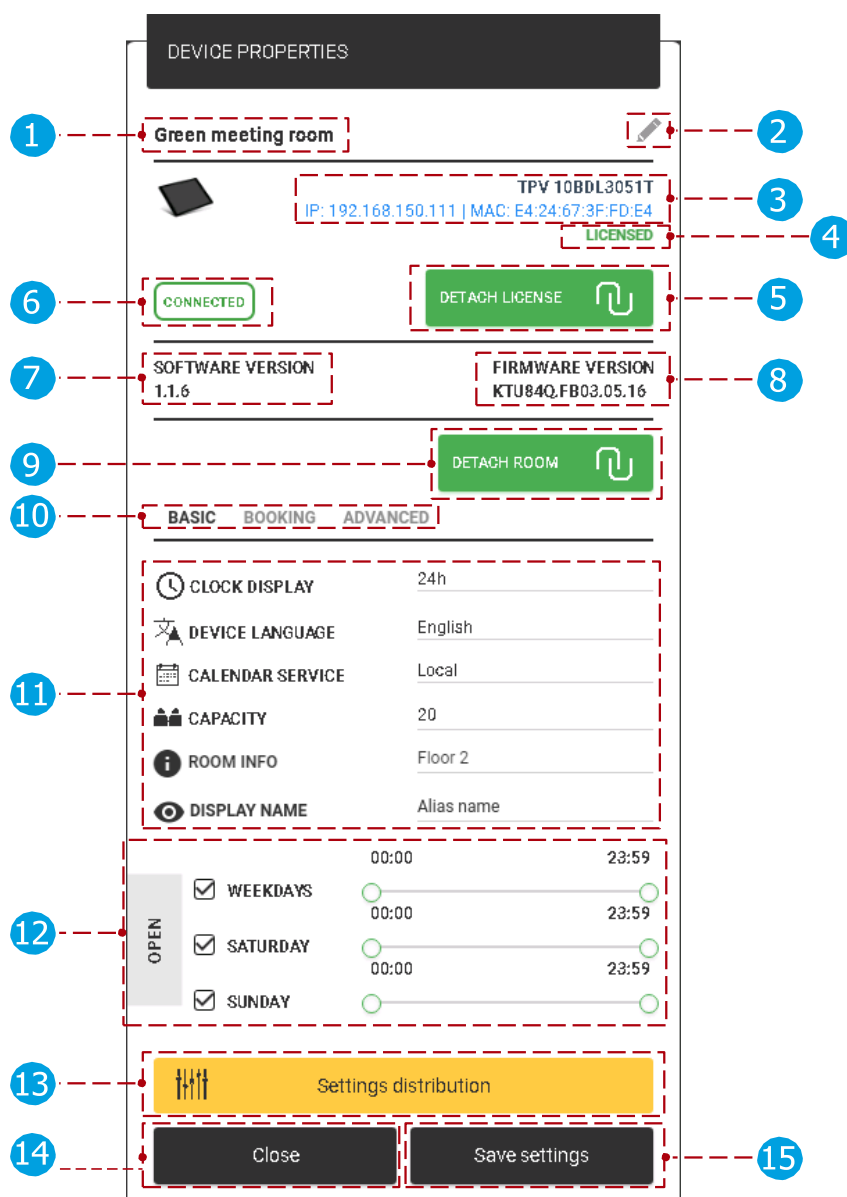 DEVICE PROPERTIES
1
Green meeting room
2
TPV 10BDL3051T
3
IP: 192.168.150.111 | MAC: E4:24:67:3F:FD:E4
LICENSED
4
6
CONNECTED
DETACH LICENSE
5
7
SOFTWARE VERSION
1.1.6
FIRMWARE VERSION
KTU84Q.FB03.05.16
8
9
DETACH ROOM
10
BASIC BOOKING ADVANCED
11
CLOCK DISPLAY 24h
DEVICE LANGUAGE English
CALENDAR SERVICE Local
CAPACITY 20
ROOM INFO Floor 2
DISPLAY NAME Alias name
12
OPEN
00:00 23:59
WEEKDAYS
00:00 23:59
SATURDAY
00:00 23:59
SUNDAY
13
Settings distribution
14
Close
Save settings
15